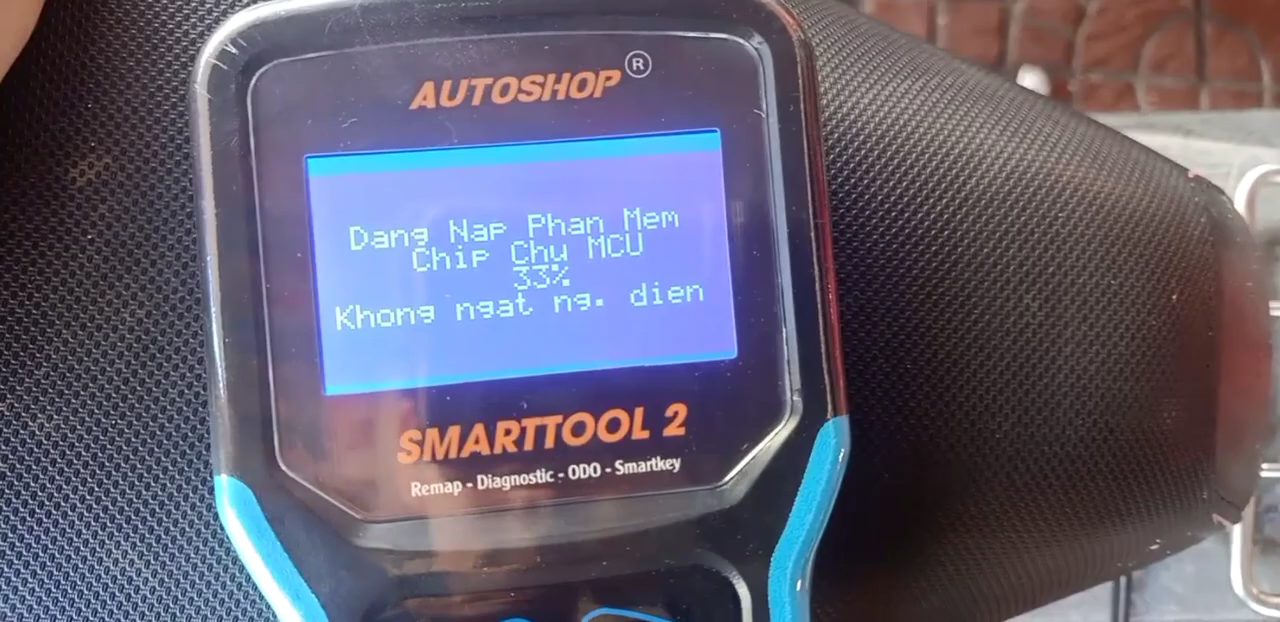 AUTOSHOP ®
Dang Nap Phan Mem
Chip Chu MCU
33%
Khong ngat ng. dien
SMARTTOOL 2
Remap - Diagnostic - ODO - Smartkey